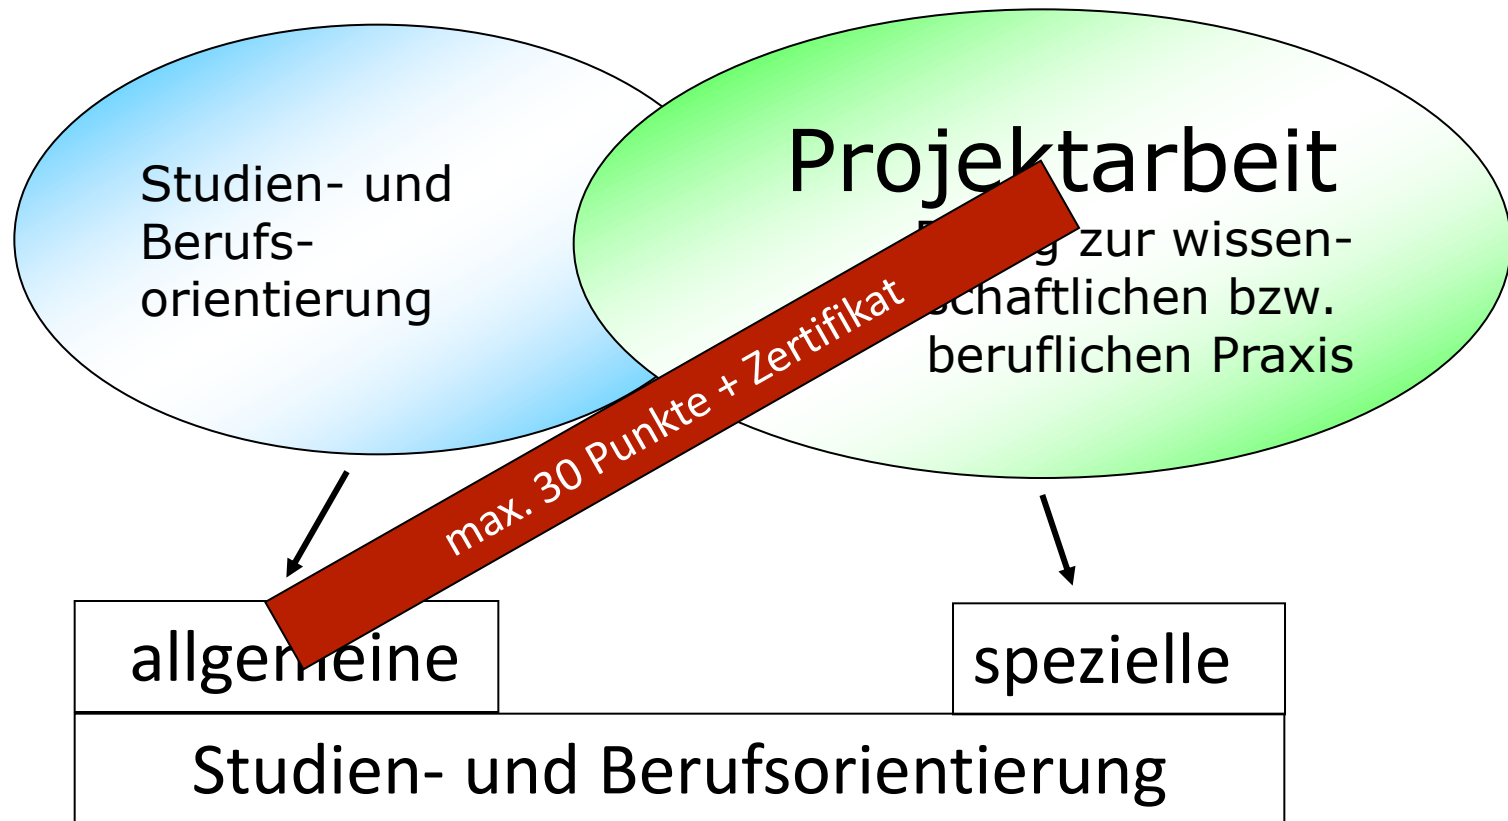 Studien- und
Berufs-
orientierung
Projektarbeit
zur wissen-
schaftlichen bzw.
beruflichen Praxis
max. 30 Punkte + Zertifikat
allgemeine
spezielle
Studien- und Berufsorientierung